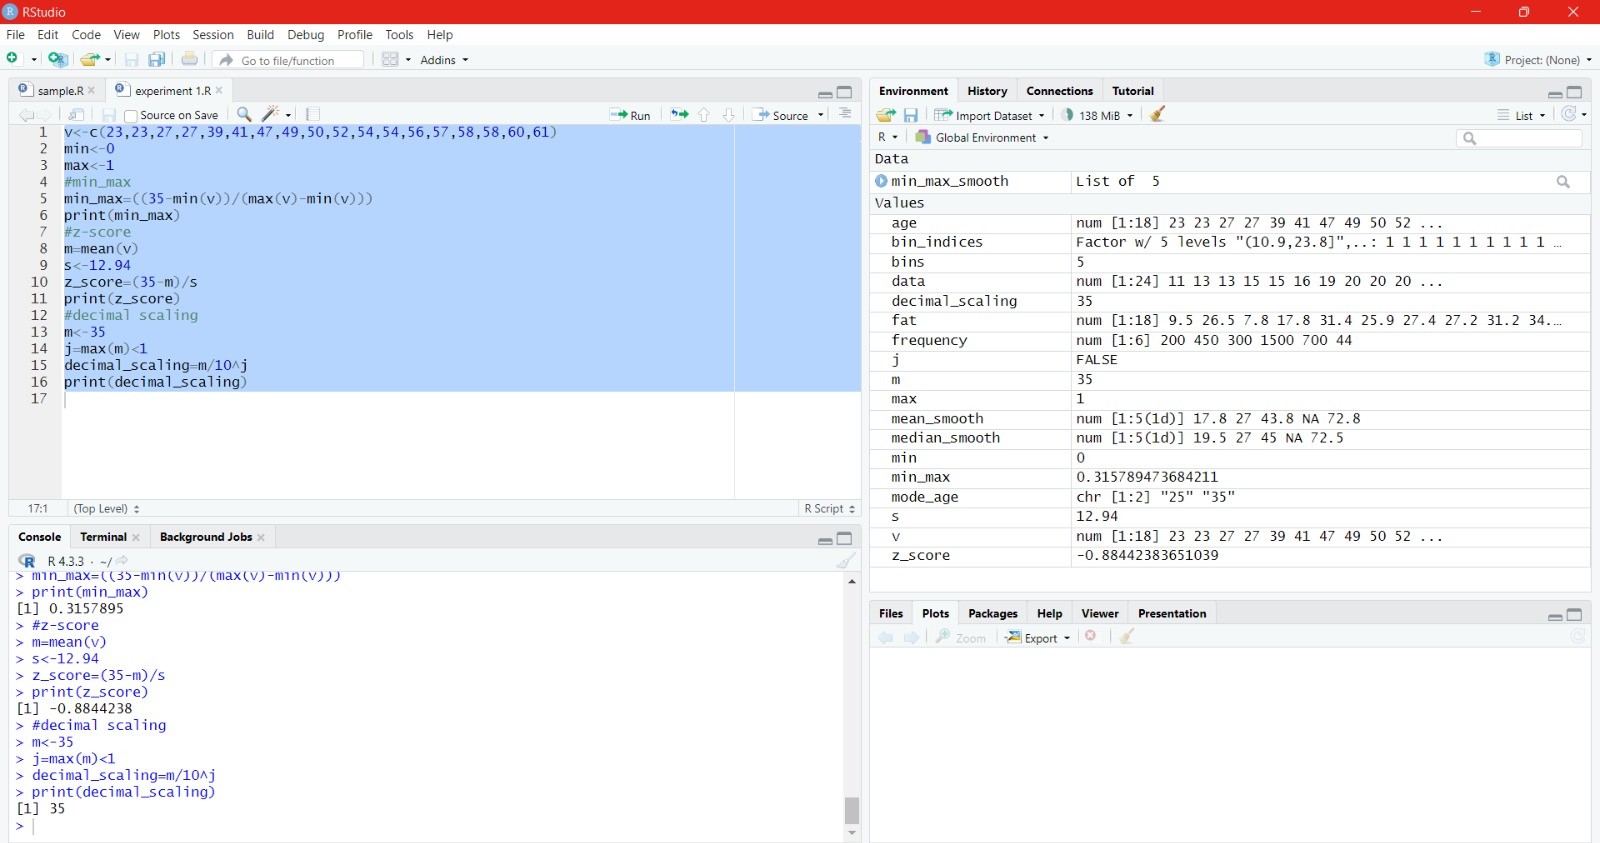 RStudio
File Edit Code View Plots Session Build Debug Profile Tools Help
Go to file/function Addins Project: (None)
sample.R experiment 1.R
Source on Save Run Source
1 v<-c(23,23,27,27,39,41,47,49,50,52,54,54,56,57,58,58,60,61)
2 min<-0
3 max<-1
4 #min_max
5 min_max=((35-min(v))/(max(v)-min(v)))
6 print(min_max)
7 #z-score
8 m=mean(v)
9 s<-12.94
10 z_score=(35-m)/s
11 print(z_score)
12 #decimal scaling
13 m<-35
14 j=max(m)<1
15 decimal_scaling=m/10^j
16 print(decimal_scaling)
17
17:1 (Top Level) R Script
Console Terminal Background Jobs
R 4.3.3 · ~/
> min_max=((35-min(v))/(max(v)-min(v)))
> print(min_max)
[1] 0.3157895
> #z-score
> m=mean(v)
> s<-12.94
> z_score=(35-m)/s
> print(z_score)
[1] -0.8844238
> #decimal scaling
> m<-35
> j=max(m)<1
> decimal_scaling=m/10^j
> print(decimal_scaling)
[1] 35
>
Environment History Connections Tutorial
Import Dataset 138 MiB List
R Global Environment
Data
min_max_smooth List of 5
Values
age num [1:18] 23 23 27 27 39 41 47 49 50 52 ...
bin_indices Factor w/ 5 levels "(10.9,23.8]",..: 1 1 1 1 1 1 1 1 1 1 …
bins 5
data num [1:24] 11 13 13 15 15 16 19 20 20 20 ...
decimal_scaling 35
fat num [1:18] 9.5 26.5 7.8 17.8 31.4 25.9 27.4 27.2 31.2 34.…
frequency num [1:6] 200 450 300 1500 700 44
j FALSE
m 35
max 1
mean_smooth num [1:5(1d)] 17.8 27 43.8 NA 72.8
median_smooth num [1:5(1d)] 19.5 27 45 NA 72.5
min 0
min_max 0.315789473684211
mode_age chr [1:2] "25" "35"
s 12.94
v num [1:18] 23 23 27 27 39 41 47 49 50 52 ...
z_score -0.88442383651039
Files Plots Packages Help Viewer Presentation
Zoom Export